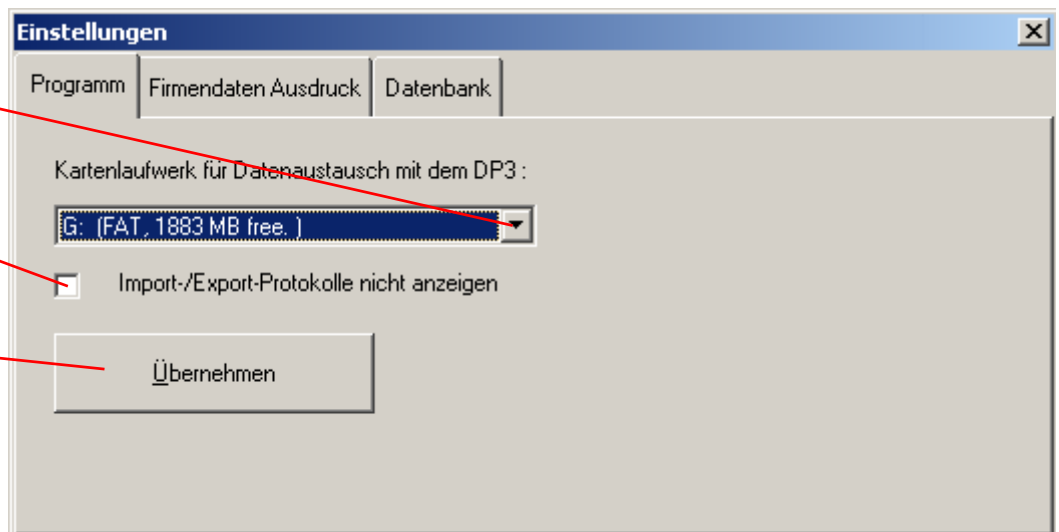 Einstellungen
Programm Firmendaten Ausdruck Datenbank
Kartenlaufwerk für Datenaustausch mit dem DP3 :
G: (FAT, 1883 MB free. )
Import-/Export-Protokolle nicht anzeigen
Übernehmen